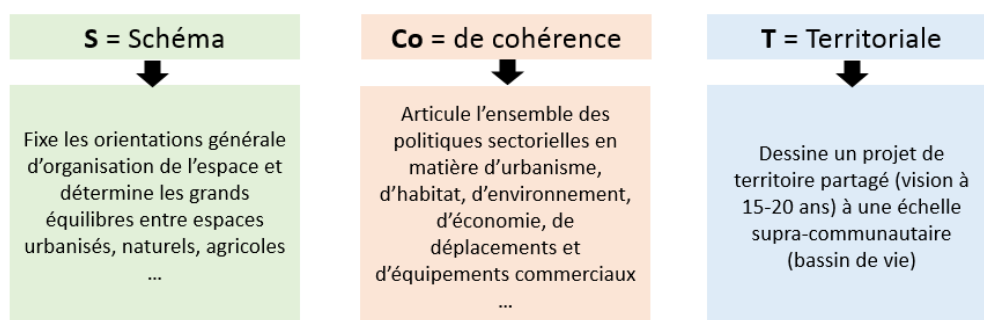 S = Schéma
Fixe les orientations générale
d'organisation de l'espace et
détermine les grands
équilibres entre espaces
urbanisés, naturels, agricoles
...
Co = de cohérence
Articule l'ensemble des
politiques sectorielles en
matière d'urbanisme,
d'habitat, d'environnement,
d'économie, de
déplacements et
d'équipements commerciaux
...
T = Territoriale
Dessine un projet de
territoire partagé (vision à
15-20 ans) à une échelle
supra-communautaire
(bassin de vie)